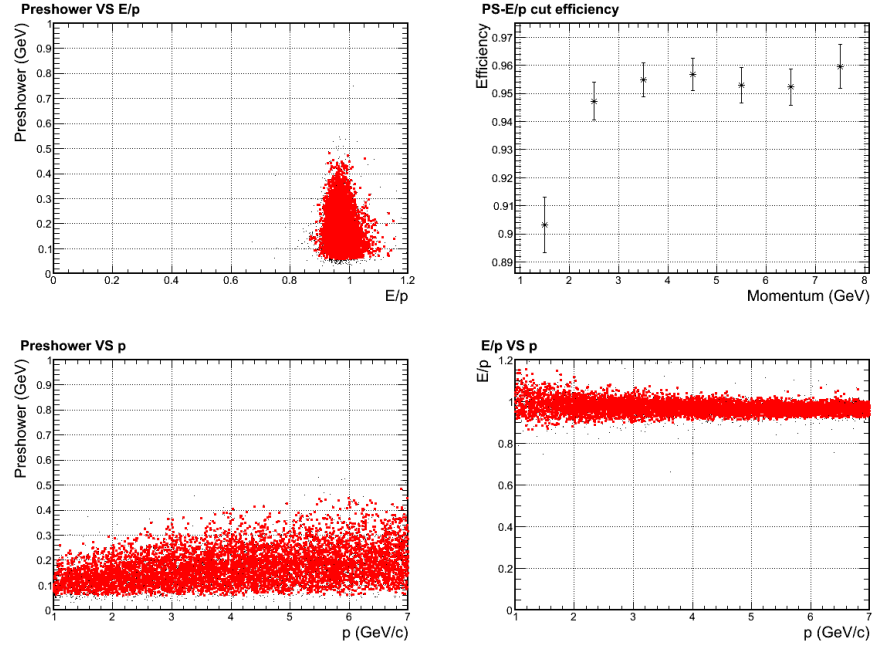 Preshower VS E/p
Preshower (GeV)
1
0.9
0.8
0.7
0.6
0.5
0.4
0.3
0.2
0.1
0
0 0.2 0.4 0.6 0.8 1 1.2
E/p
PS-E/p cut efficiency
Efficiency
0.97
0.96
0.95
0.94
0.93
0.92
0.91
0.9
0.89
1 2 3 4 5 6 7 8
Momentum (GeV)
Preshower VS p
Preshower (GeV)
1
0.9
0.8
0.7
0.6
0.5
0.4
0.3
0.2
0.1
0
1 2 3 4 5 6 7
p (GeV/c)
E/p VS p
E/p
1.2
1
0.8
0.6
0.4
0.2
0
1 2 3 4 5 6 7
p (GeV/c)